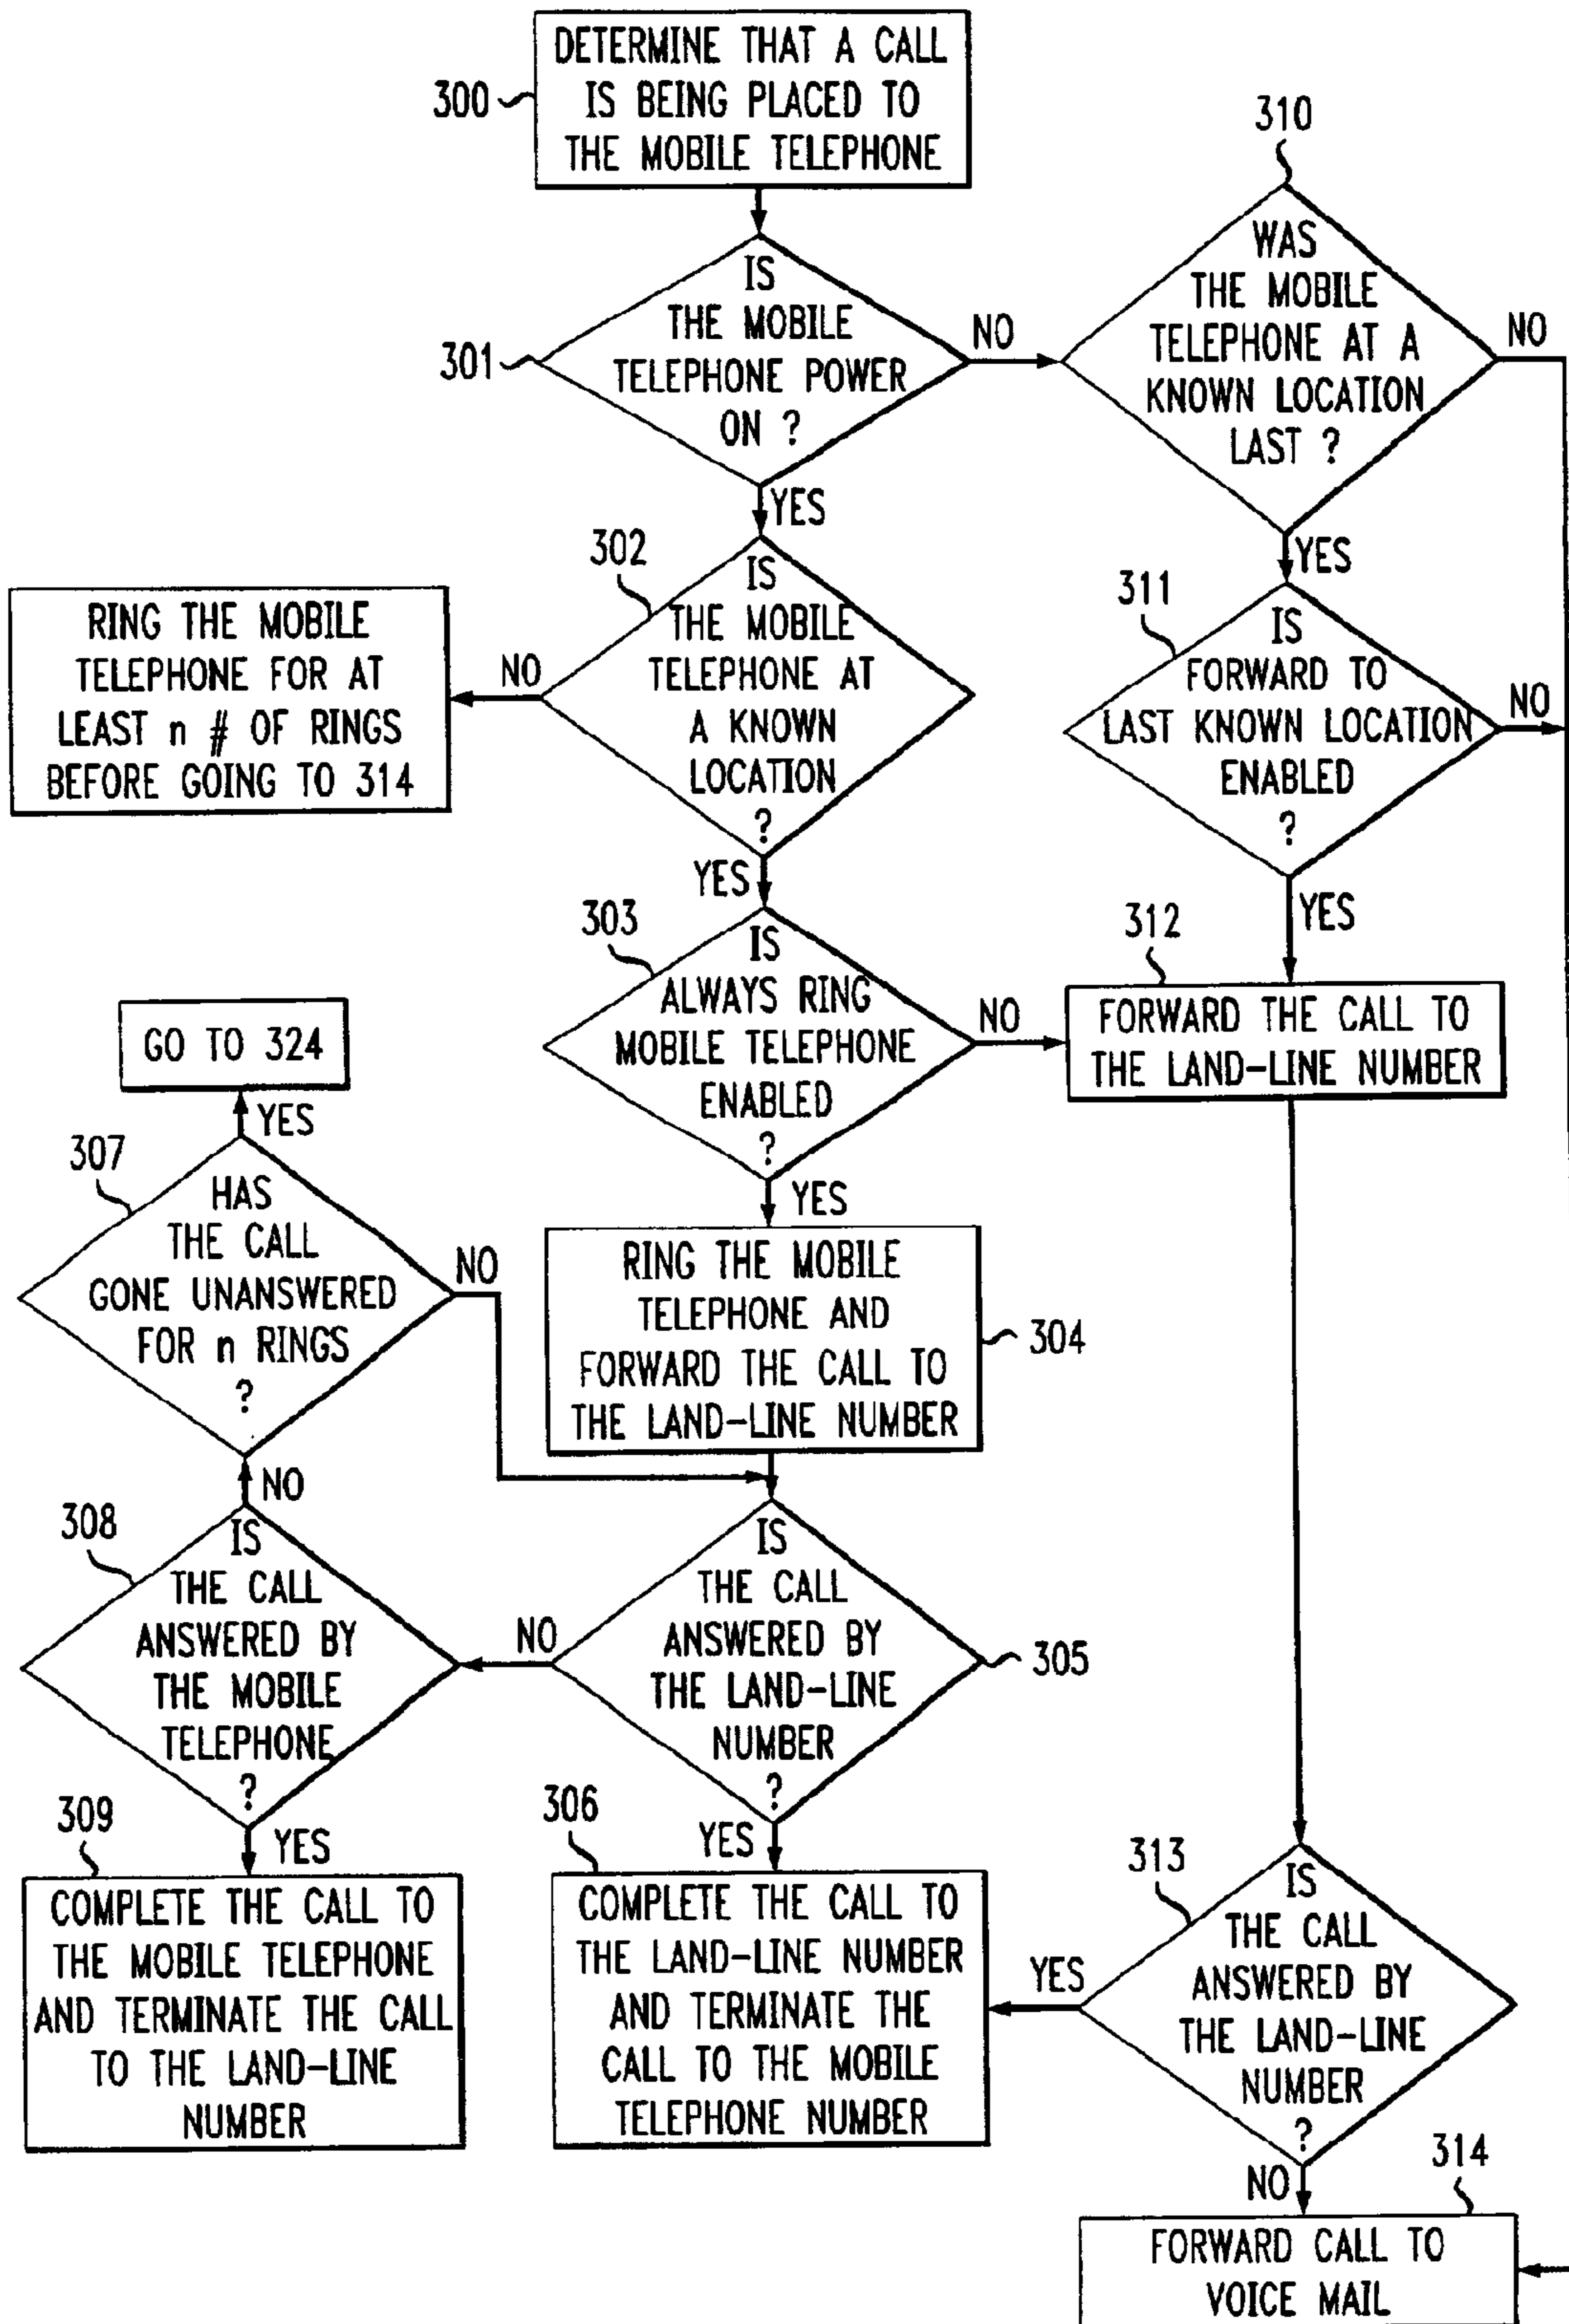 300
DETERMINE THAT A CALL
IS BEING PLACED TO
THE MOBILE TELEPHONE
301
IS
THE MOBILE
TELEPHONE POWER
ON ?
NO
YES
310
WAS
THE MOBILE
TELEPHONE AT A
KNOWN LOCATION
LAST ?
NO
YES
302
IS
THE MOBILE
TELEPHONE AT
A KNOWN
LOCATION
?
NO
YES
RING THE MOBILE
TELEPHONE FOR AT
LEAST n # OF RINGS
BEFORE GOING TO 314
311
IS
FORWARD TO
LAST KNOWN LOCATION
ENABLED
?
NO
YES
303
IS
ALWAYS RING
MOBILE TELEPHONE
ENABLED
?
NO
YES
312
FORWARD THE CALL TO
THE LAND-LINE NUMBER
GO TO 324
YES
307
HAS
THE CALL
GONE UNANSWERED
FOR n RINGS
?
NO
NO
RING THE MOBILE
TELEPHONE AND
FORWARD THE CALL TO
THE LAND-LINE NUMBER
304
308
IS
THE CALL
ANSWERED BY
THE MOBILE
TELEPHONE
?
YES
NO
IS
THE CALL
ANSWERED BY
THE LAND-LINE
NUMBER
?
305
YES
309
COMPLETE THE CALL TO
THE MOBILE TELEPHONE
AND TERMINATE THE CALL
TO THE LAND-LINE
NUMBER
306
COMPLETE THE CALL TO
THE LAND-LINE NUMBER
AND TERMINATE THE
CALL TO THE MOBILE
TELEPHONE NUMBER
313
IS
THE CALL
ANSWERED BY
THE LAND-LINE
NUMBER
?
YES
NO
314
FORWARD CALL TO
VOICE MAIL